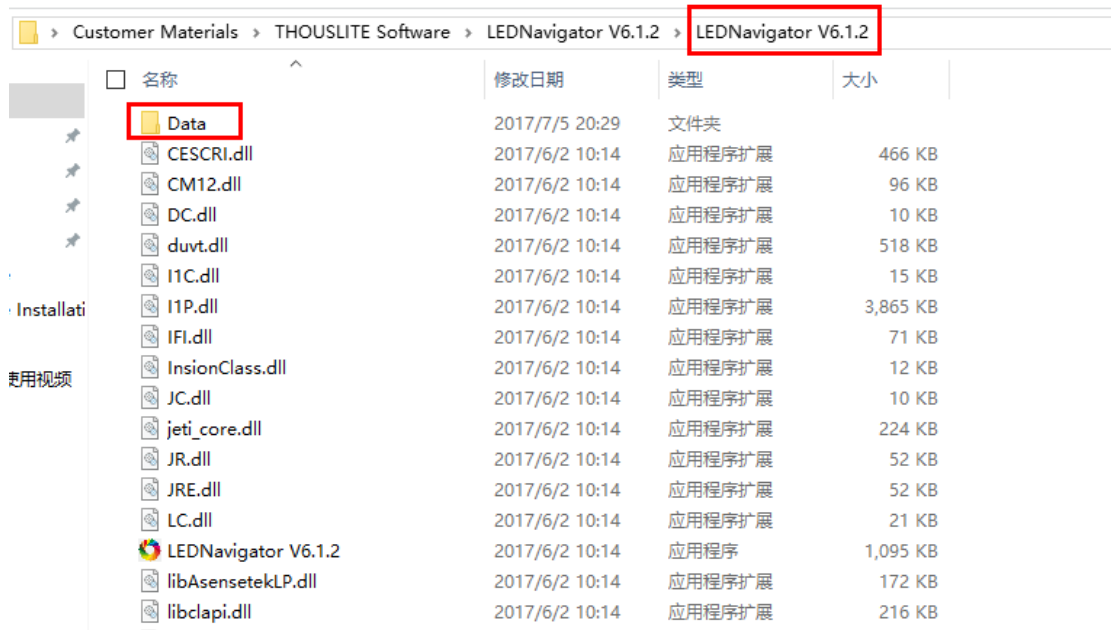 Customer Materials > THOUSLITE Software > LEDNavigator V6.1.2 > LEDNavigator V6.1.2
名称 修改日期 类型 大小
Data 2017/7/5 20:29 文件夹
CESCRI.dll 2017/6/2 10:14 应用程序扩展 466 KB
CM12.dll 2017/6/2 10:14 应用程序扩展 96 KB
DC.dll 2017/6/2 10:14 应用程序扩展 10 KB
duvt.dll 2017/6/2 10:14 应用程序扩展 518 KB
I1C.dll 2017/6/2 10:14 应用程序扩展 15 KB
Installati
I1P.dll 2017/6/2 10:14 应用程序扩展 3,865 KB
IFI.dll 2017/6/2 10:14 应用程序扩展 71 KB
InsionClass.dll 2017/6/2 10:14 应用程序扩展 12 KB
使用视频
JC.dll 2017/6/2 10:14 应用程序扩展 10 KB
jeti_core.dll 2017/6/2 10:14 应用程序扩展 224 KB
JR.dll 2017/6/2 10:14 应用程序扩展 52 KB
JRE.dll 2017/6/2 10:14 应用程序扩展 52 KB
LC.dll 2017/6/2 10:14 应用程序扩展 21 KB
LEDNavigator V6.1.2 2017/6/2 10:14 应用程序 1,095 KB
libAsensetekLP.dll 2017/6/2 10:14 应用程序扩展 172 KB
libclapi.dll 2017/6/2 10:14 应用程序扩展 216 KB